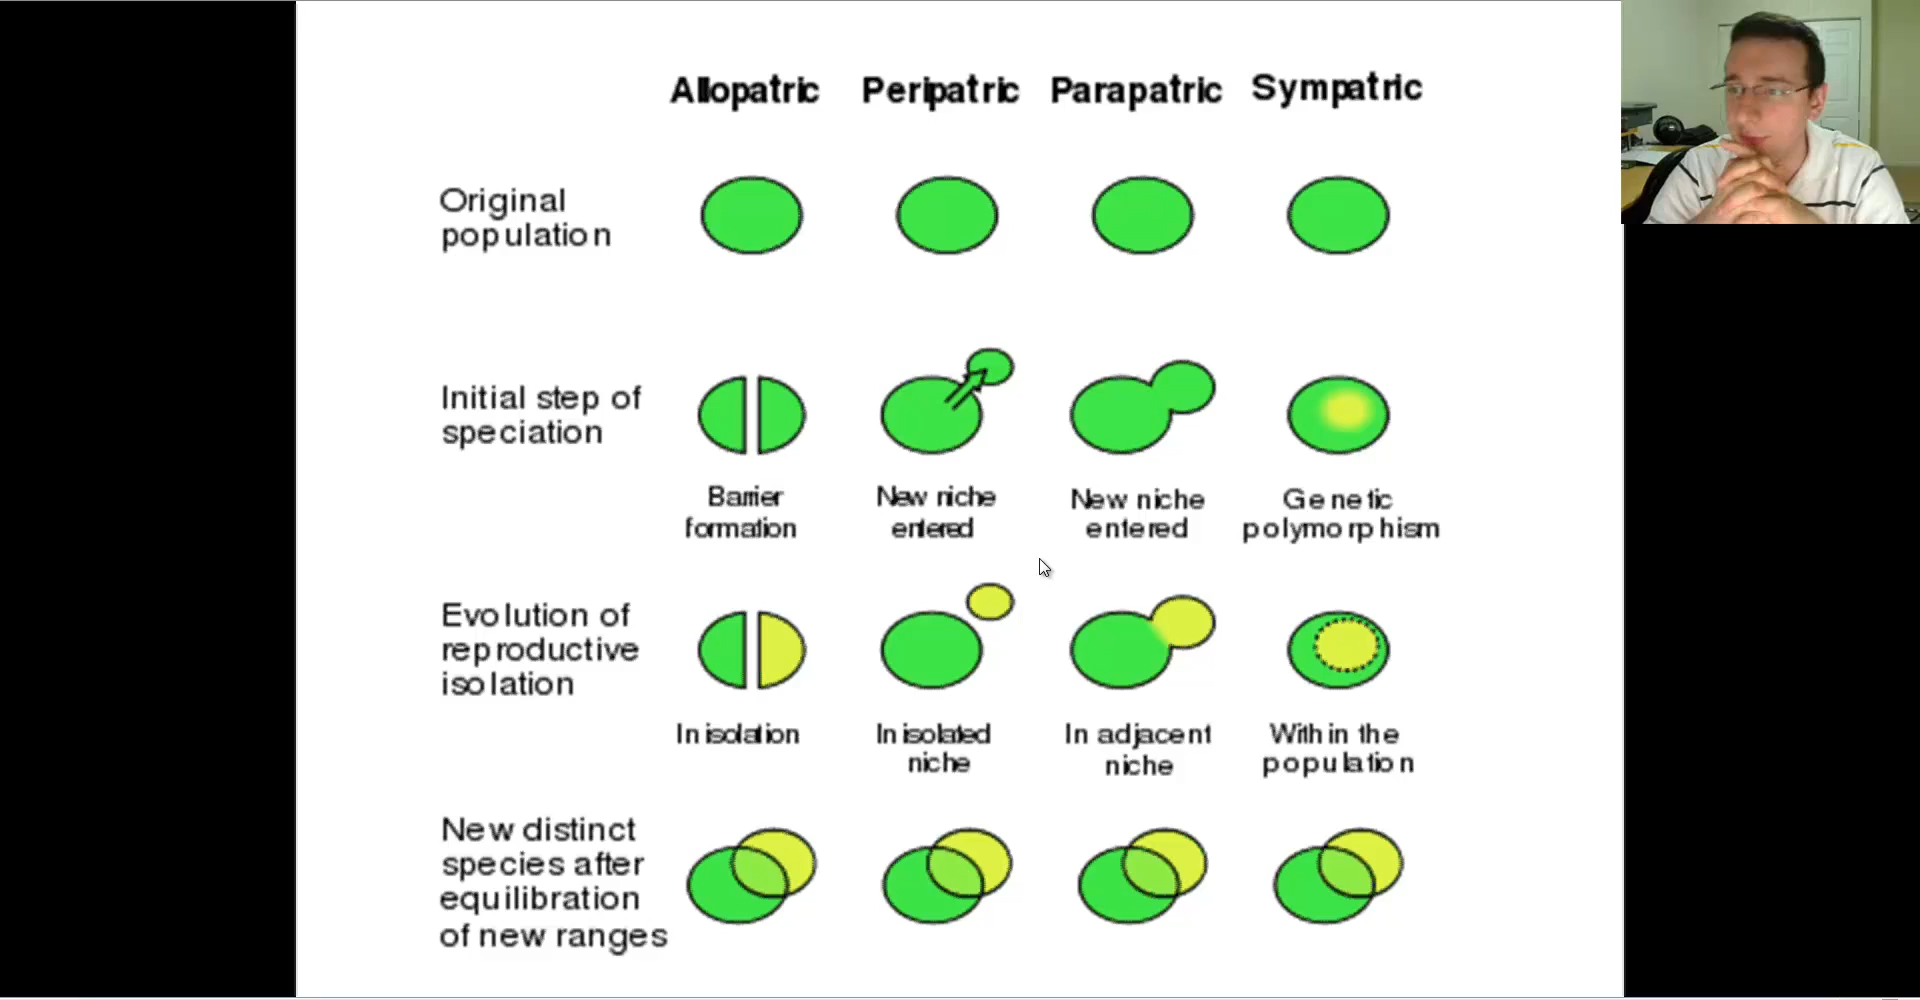 Allopatric Peripatric Parapatric Sympatric
Original
population
Initial step of
speciation
Barrier
formation
New niche
entered
New niche
entered
Genetic
polymorphism
Evolution of
reproductive
isolation
In isolation
In isolated
niche
In adjacent
niche
Within the
population
New distinct
species after
equilibration
of new ranges